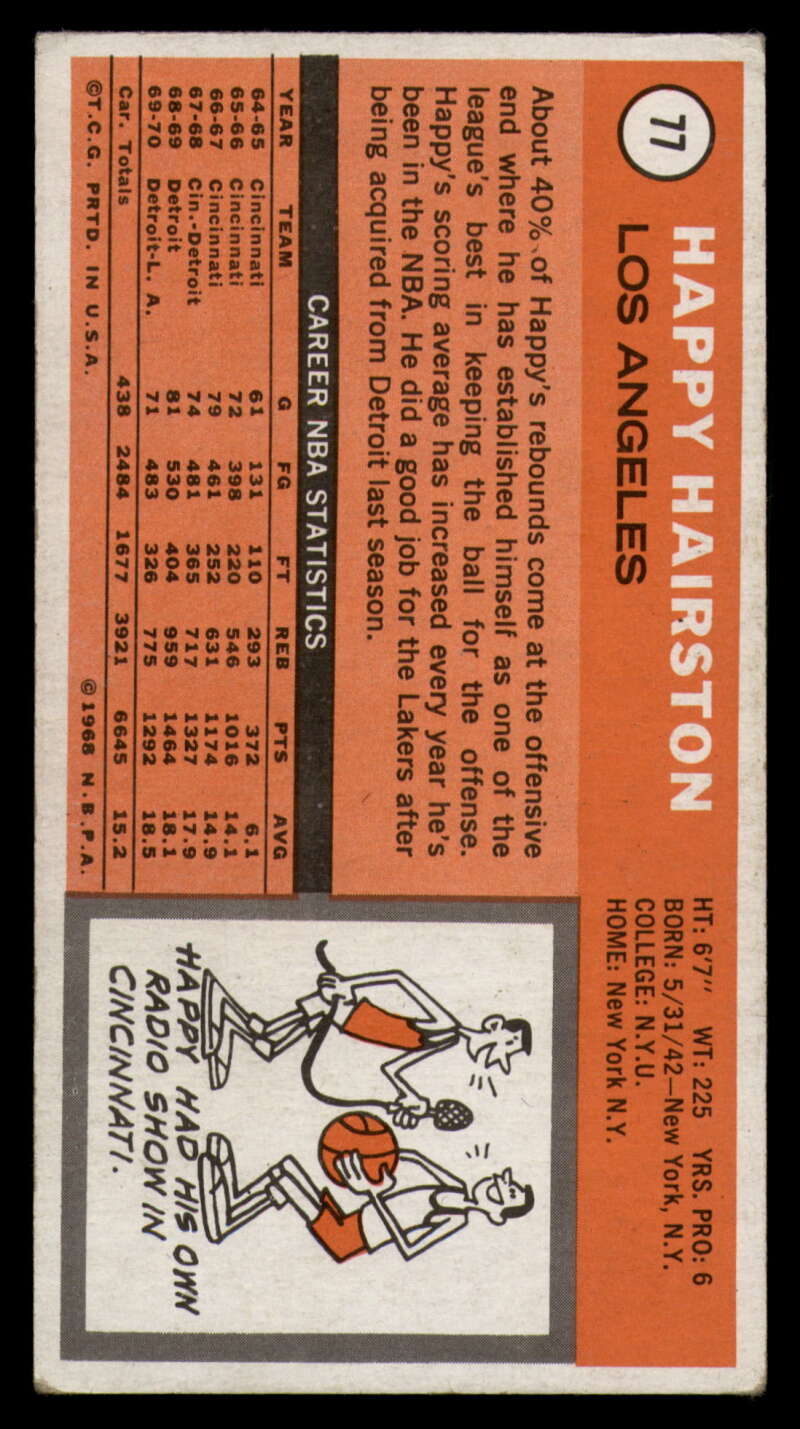 77
HAPPY HAIRSTON
LOS ANGELES
HT: 6'7" WT: 225 YRS. PRO: 6
BORN: 5/31/42—New York, N.Y.
COLLEGE: N.Y.U.
HOME: New York N.Y.
About 40% of Happy's rebounds come at the offensive
end where he has established himself as one of the
league's best in keeping the ball for the offense.
Happy's scoring average has increased every year he's
been in the NBA. He did a good job for the Lakers after
being acquired from Detroit last season.
CAREER NBA STATISTICS
YEAR TEAM G FG FT REB PTS AVG
64-65 Cincinnati 61 131 110 293 372 6.1
65-66 Cincinnati 72 398 220 546 1016 14.1
66-67 Cincinnati 79 461 252 631 1174 14.9
67-68 Cin.-Detroit 74 481 365 717 1327 17.9
68-69 Detroit 81 530 404 959 1464 18.1
69-70 Detroit-L. A. 71 483 326 775 1292 18.5
Car. Totals 438 2484 1677 3921 6645 15.2
©T.C.G. PRTD. IN U.S.A. ©1968 N.B.P.A.
HAPPY HAD HIS OWN
RADIO SHOW IN
CINCINNATI.